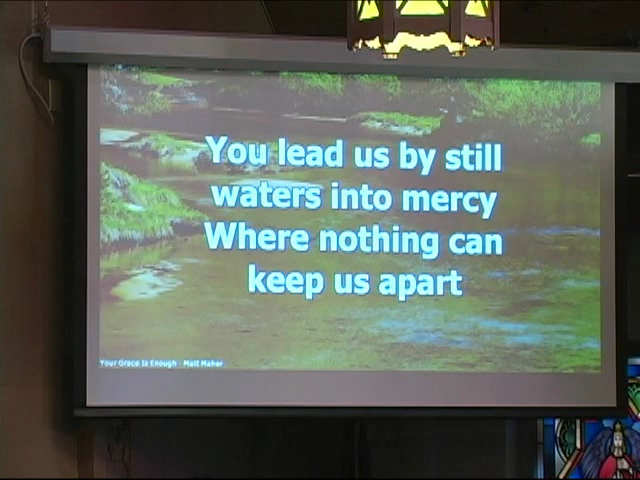 You lead us by still
waters into mercy
Where nothing can
keep us apart
Your Grace Is Enough - Matt Maher